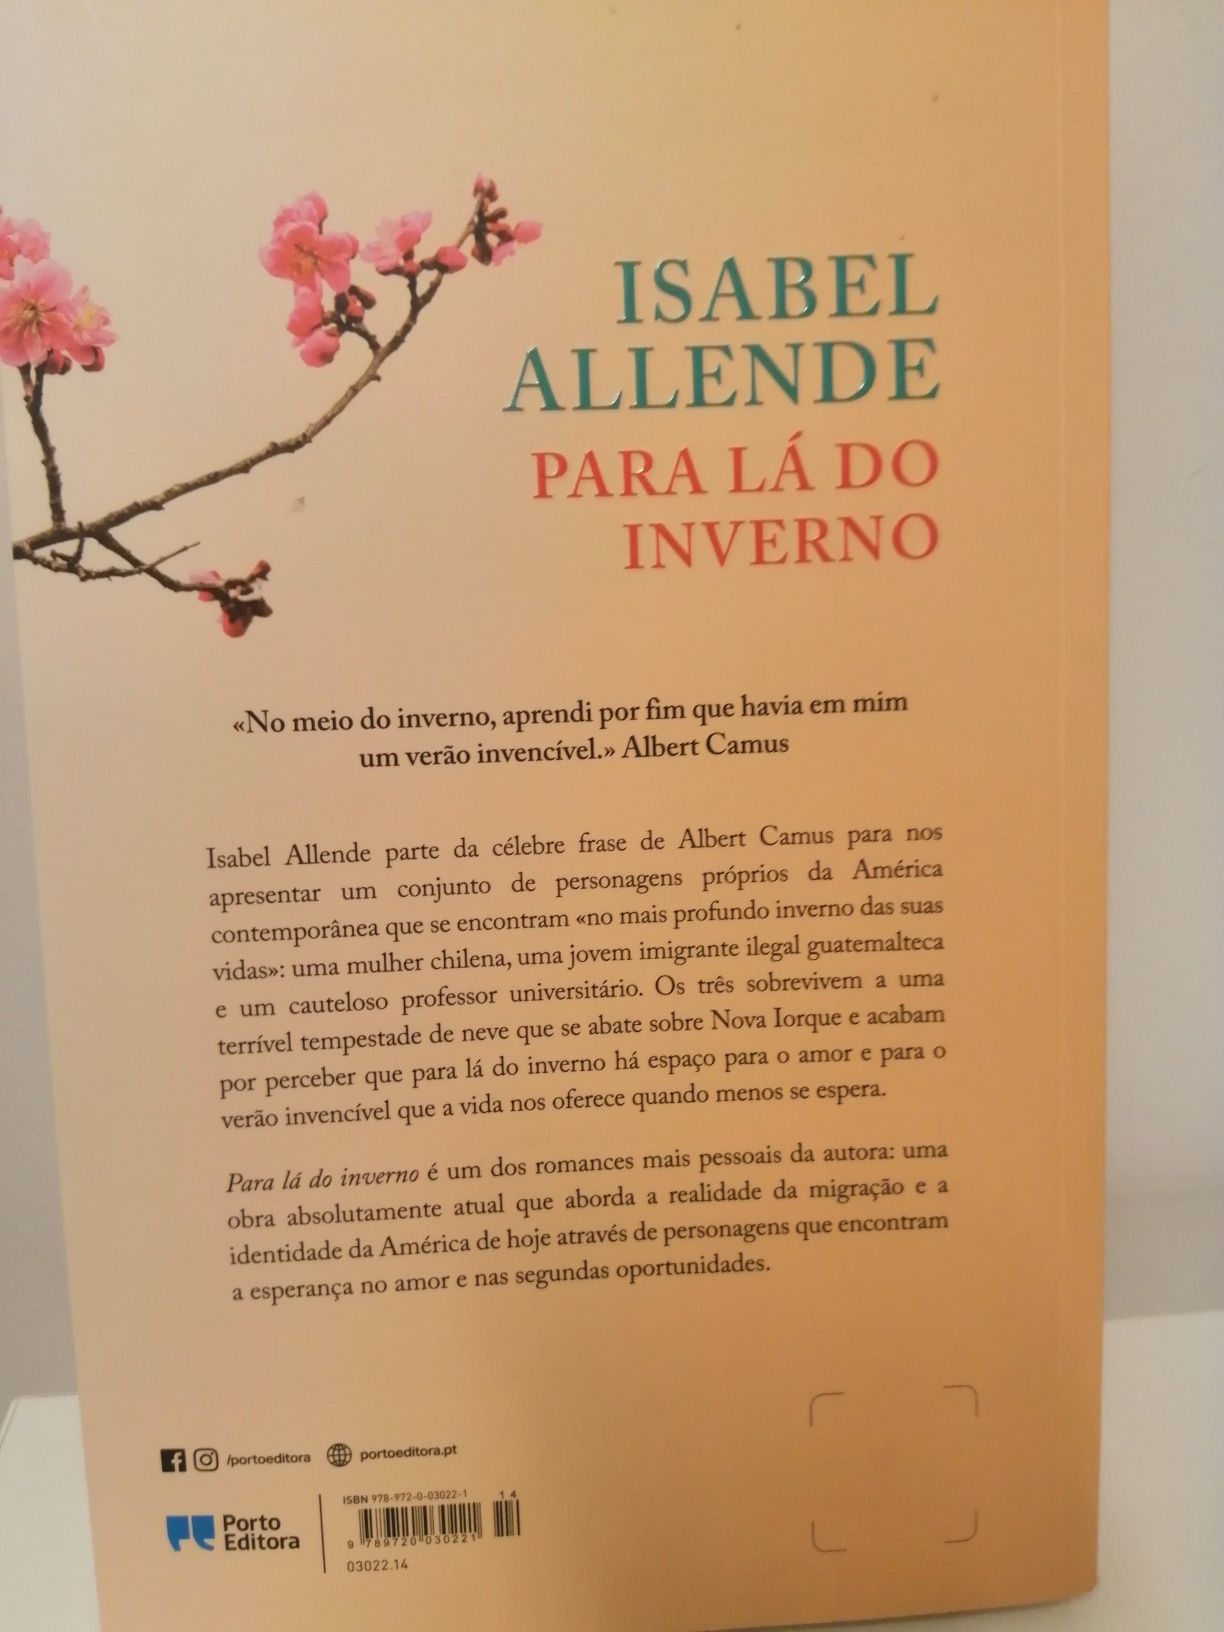 ISABEL
ALLENDE
PARA LÁ DO
INVERNO
«No meio do inverno, aprendi por fim que havia em mim
um verão invencível.» Albert Camus
Isabel Allende parte da célebre frase de Albert Camus para nos
apresentar um conjunto de personagens próprios da América
contemporânea que se encontram «no mais profundo inverno das suas
vidas»: uma mulher chilena, uma jovem imigrante ilegal guatemalteca
e um cauteloso professor universitário. Os três sobrevivem a uma
terrível tempestade de neve que se abate sobre Nova Iorque e acabam
por perceber que para lá do inverno há espaço para o amor e para o
verão invencível que a vida nos oferece quando menos se espera.
Para lá do inverno é um dos romances mais pessoais da autora: uma
obra absolutamente atual que aborda a realidade da migração e a
identidade da América de hoje através de personagens que encontram
a esperança no amor e nas segundas oportunidades.
/portoeditora portoeditora.pt
Porto
Editora
ISBN 978-972-0-03022-1 14
9 789720 030221
03022.14